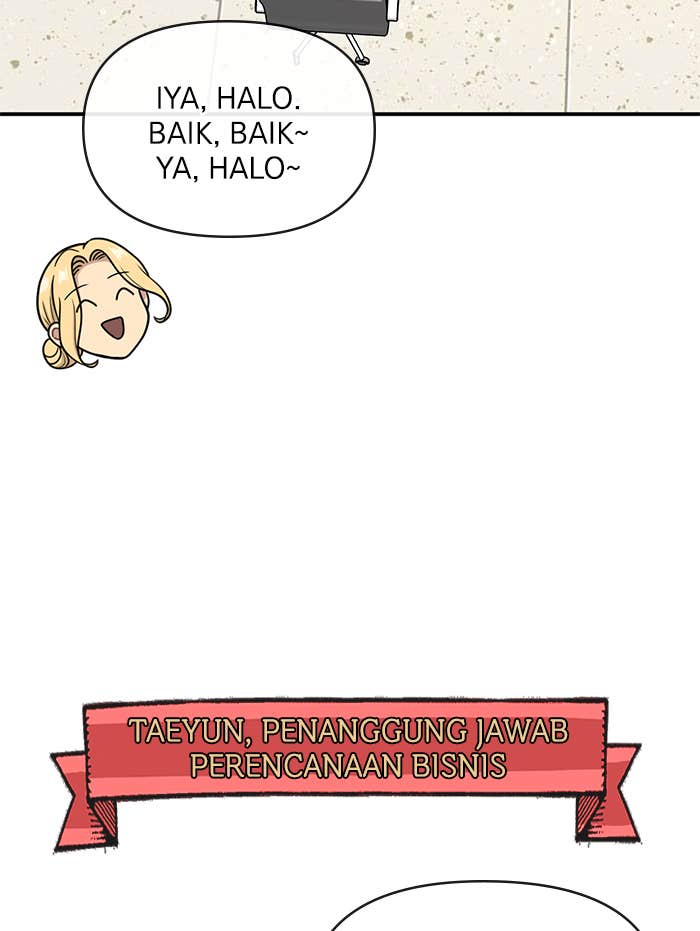 IYA, HALO.
BAIK, BAIK~
YA, HALO~
TAEYUN, PENANGGUNG JAWAB
PERENCANAAN BISNIS